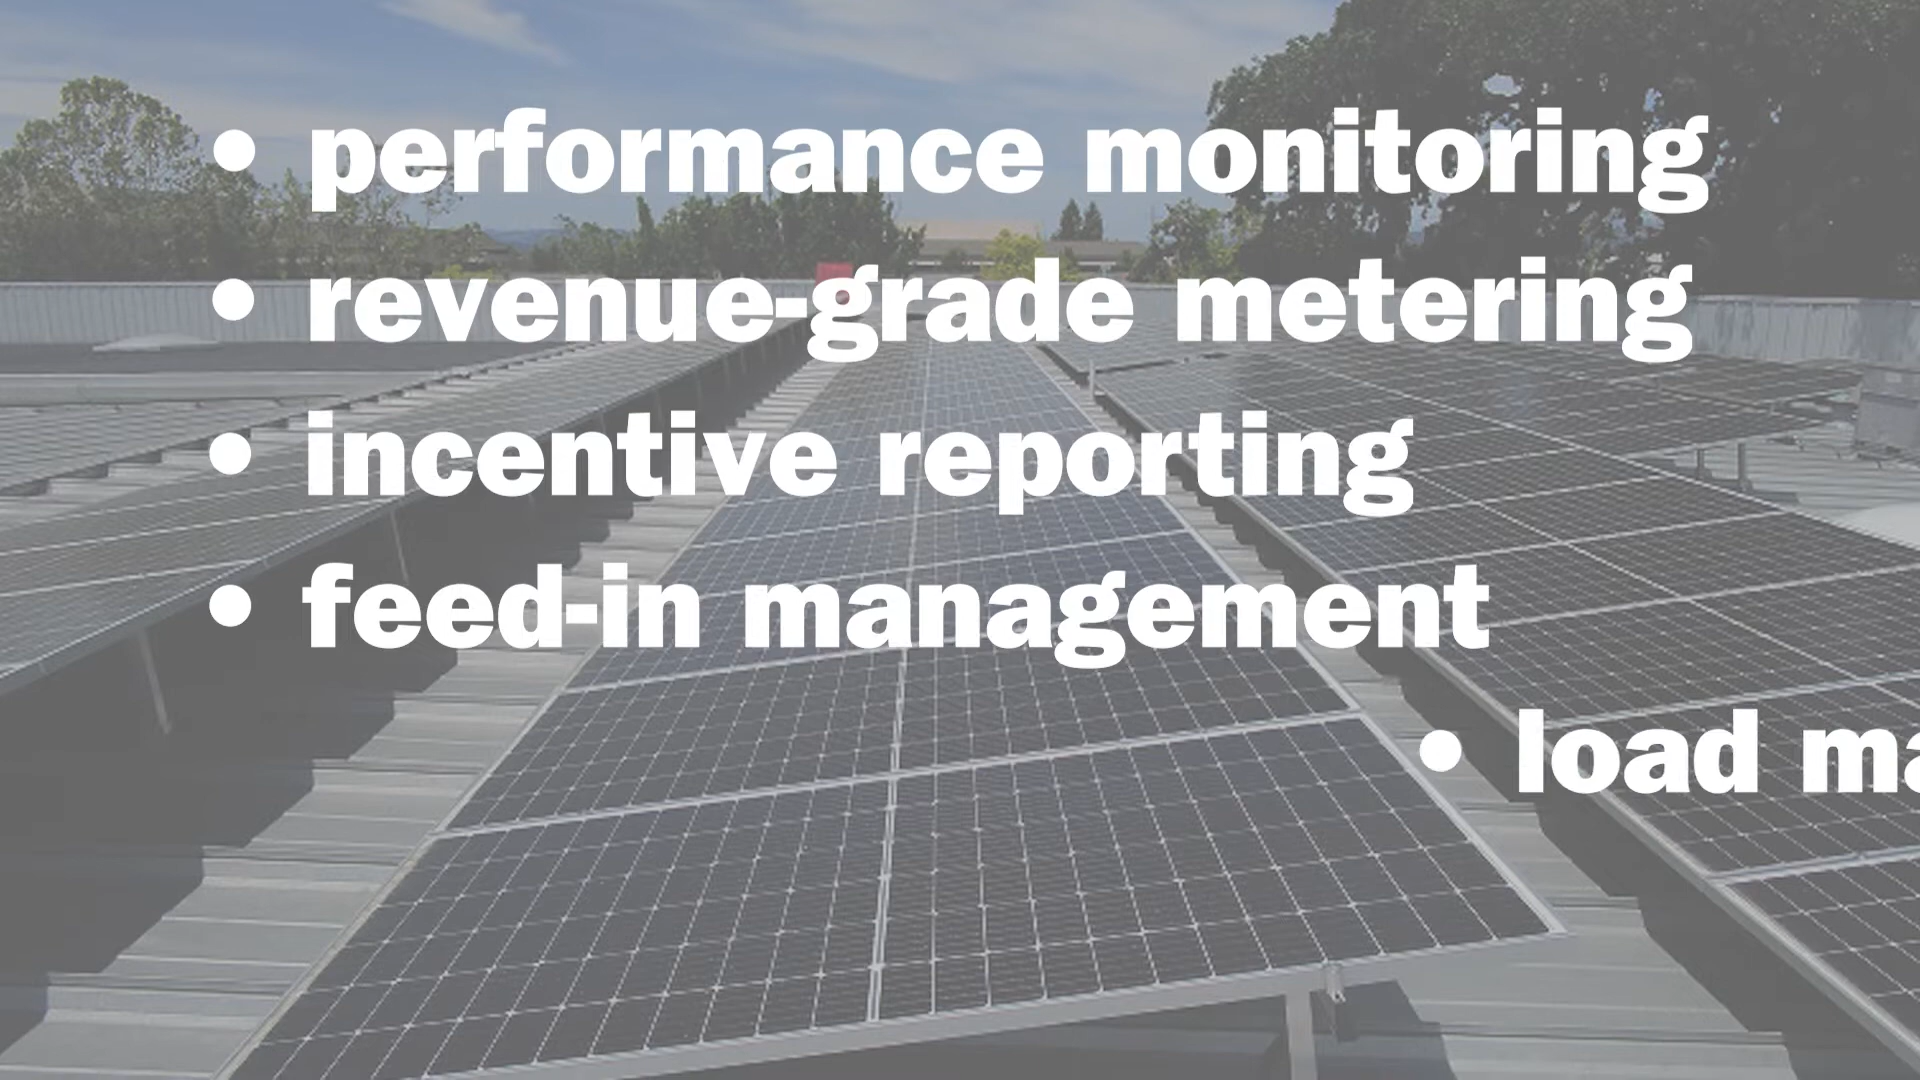 • performance monitoring
• revenue-grade metering
• incentive reporting
• feed-in management
• load